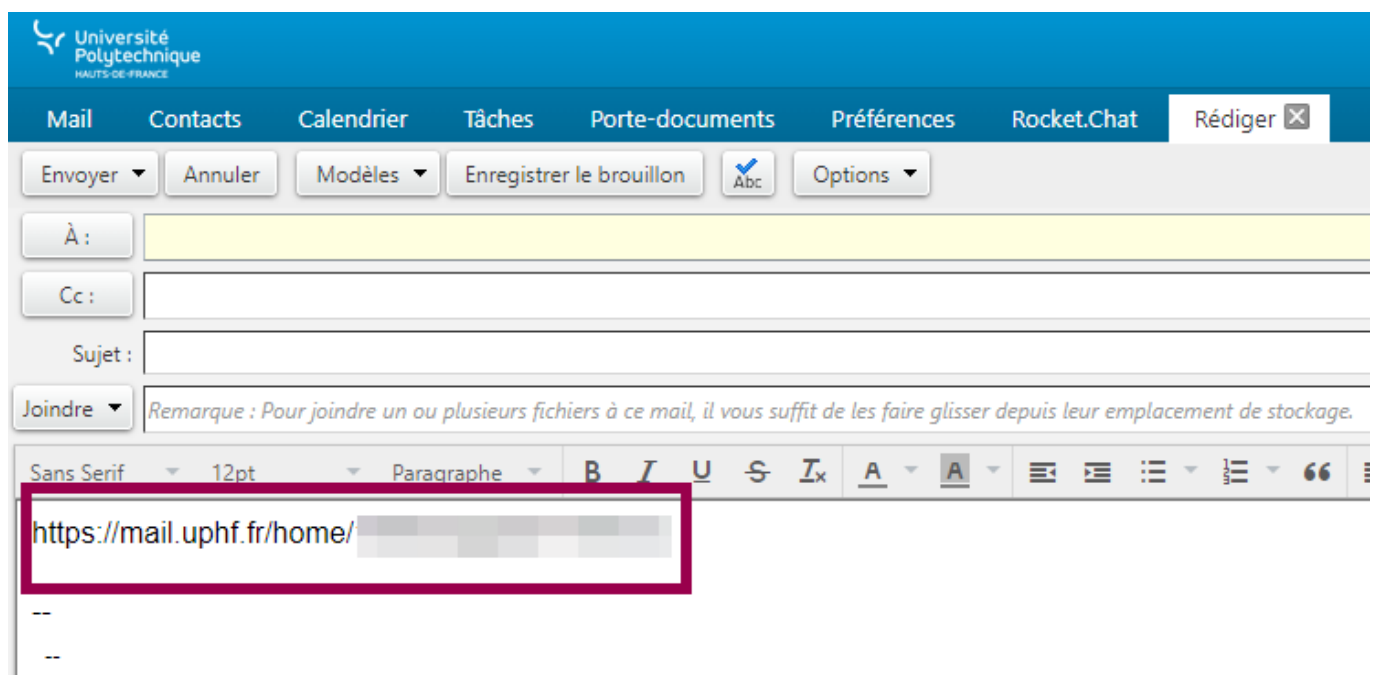 Université
Polytechnique
HAUTS-DE-FRANCE
Mail Contacts Calendrier Tâches Porte-documents Préférences Rocket.Chat Rédiger
Envoyer Annuler Modèles Enregistrer le brouillon Abc Options
À :
Cc :
Sujet :
Joindre Remarque : Pour joindre un ou plusieurs fichiers à ce mail, il vous suffit de les faire glisser depuis leur emplacement de stockage.
Sans Serif 12pt Paragraphe B I U S Tx A A
https://mail.uphf.fr/home/
--
--